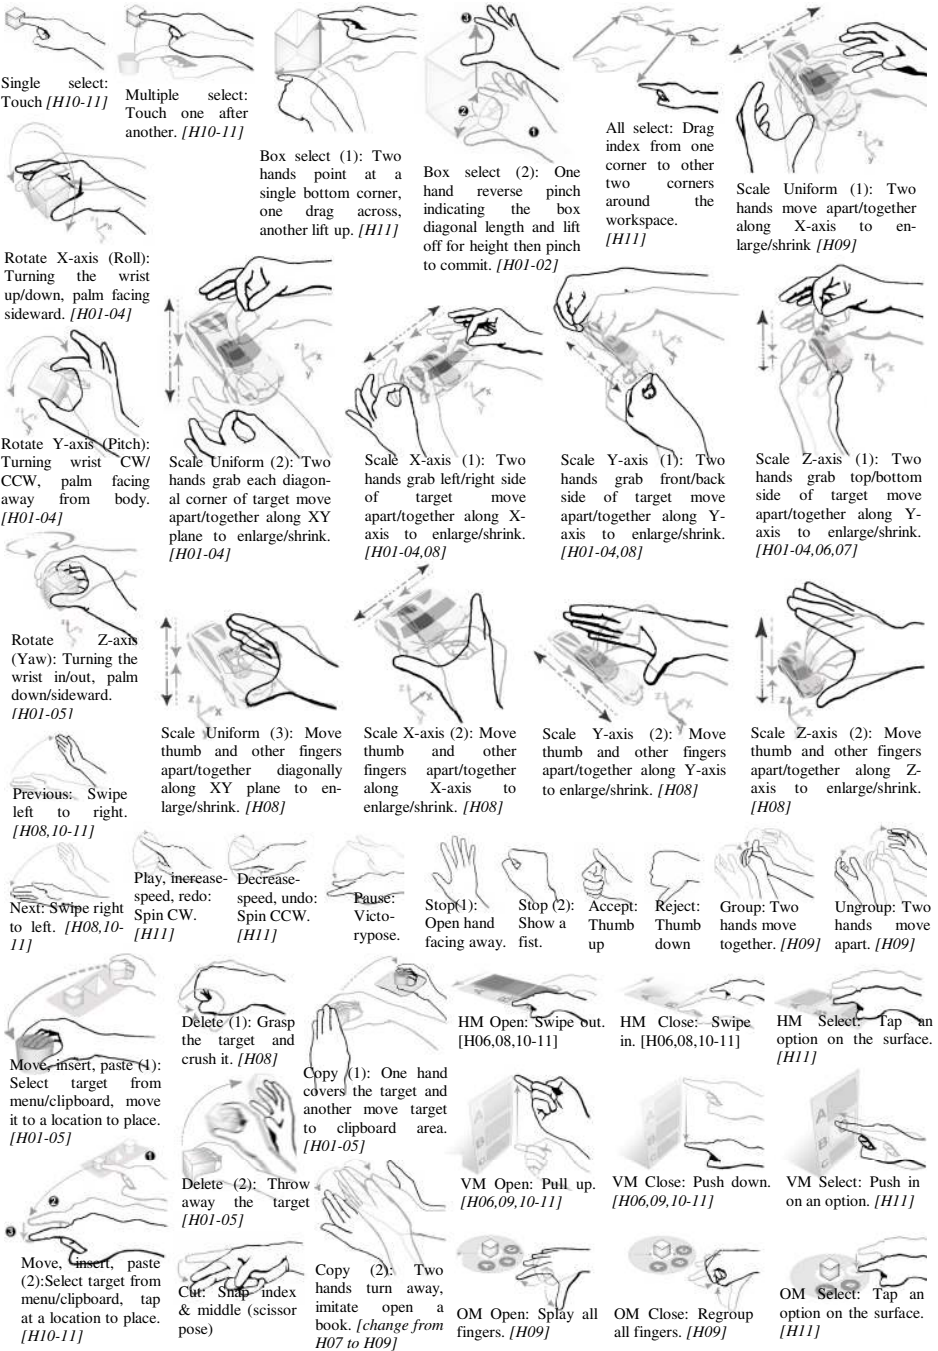 Single select:
Touch [H10-11]
Multiple select:
Touch one after
another. [H10-11]
Box select (1): Two
hands point at a
single bottom corner,
one drag across,
another lift up. [H11]
❸
❷
❶
Box select (2): One
hand reverse pinch
indicating the box
diagonal length and lift
off for height then pinch
to commit. [H01-02]
All select: Drag
index from one
corner to other
two corners
around the
workspace.
[H11]
Scale Uniform (1): Two
hands move apart/together
along X-axis to en-
large/shrink [H09]
Rotate X-axis (Roll):
Turning the wrist
up/down, palm facing
sideward. [H01-04]
Rotate Y-axis (Pitch):
Turning wrist CW/
CCW, palm facing
away from body.
[H01-04]
Scale Uniform (2): Two
hands grab each diagon-
al corner of target move
apart/together along XY
plane to enlarge/shrink.
[H01-04]
Scale X-axis (1): Two
hands grab left/right side
of target move
apart/together along X-
axis to enlarge/shrink.
[H01-04,08]
Scale Y-axis (1): Two
hands grab front/back
side of target move
apart/together along Y-
axis to enlarge/shrink.
[H01-04,08]
Scale Z-axis (1): Two
hands grab top/bottom
side of target move
apart/together along Y-
axis to enlarge/shrink.
[H01-04,06,07]
Rotate Z-axis
(Yaw): Turning the
wrist in/out, palm
down/sideward.
[H01-05]
Scale Uniform (3): Move
thumb and other fingers
apart/together diagonally
along XY plane to en-
large/shrink. [H08]
Scale X-axis (2): Move
thumb and other
fingers apart/together
along X-axis to
enlarge/shrink. [H08]
Scale Y-axis (2): Move
thumb and other fingers
apart/together along Y-axis
to enlarge/shrink. [H08]
Scale Z-axis (2): Move
thumb and other fingers
apart/together along Z-
axis to enlarge/shrink.
[H08]
Previous: Swipe
left to right.
[H08,10-11]
Next: Swipe right
to left. [H08,10-
11]
Play, increase-
speed, redo:
Spin CW.
[H11]
Decrease-
speed, undo:
Spin CCW.
[H11]
Pause:
Victo-
rypose.
Stop(1):
Open hand
facing away.
Stop (2):
Show a
fist.
Accept:
Thumb
up
Reject:
Thumb
down
Group: Two
hands move
together. [H09]
Ungroup: Two
hands move
apart. [H09]
Move, insert, paste (1):
Select target from
menu/clipboard, move
it to a location to place.
[H01-05]
Delete (1): Grasp
the target and
crush it. [H08]
Copy (1): One hand
covers the target and
another move target
to clipboard area.
[H01-05]
HM Open: Swipe out.
[H06,08,10-11]
HM Close: Swipe
in. [H06,08,10-11]
HM Select: Tap an
option on the surface.
[H11]
Delete (2): Throw
away the target
[H01-05]
VM Open: Pull up.
[H06,09,10-11]
VM Close: Push down.
[H06,09,10-11]
VM Select: Push in
on an option. [H11]
❶
❷
❸
Move, insert, paste
(2):Select target from
menu/clipboard, tap
at a location to place.
[H10-11]
Cut: Snap index
& middle (scissor
pose)
Copy (2): Two
hands turn away,
imitate open a
book. [change from
H07 to H09]
OM Open: Splay all
fingers. [H09]
OM Close: Regroup
all fingers. [H09]
OM Select: Tap an
option on the surface.
[H11]